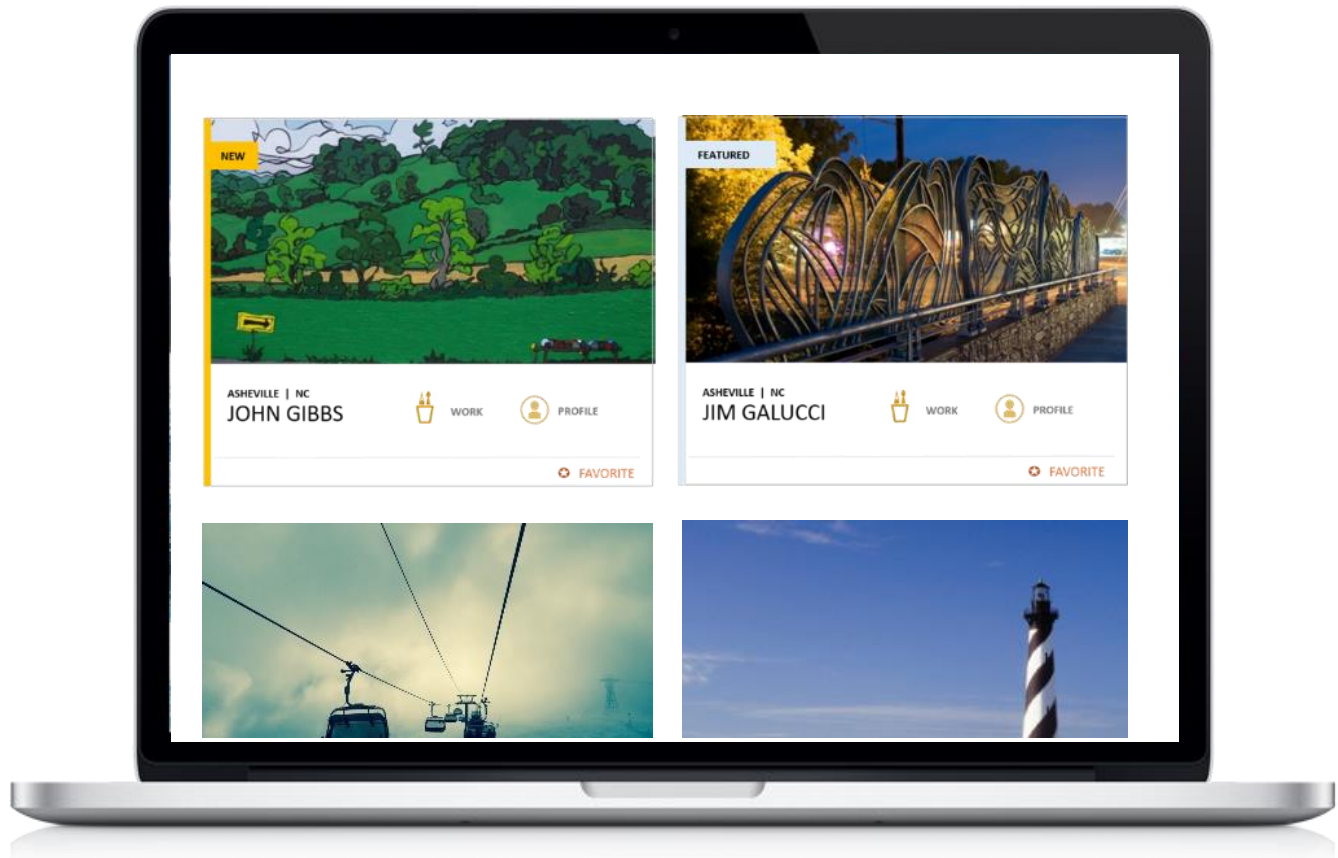 NEW
ASHEVILLE | NC
JOHN GIBBS
WORK
PROFILE
FAVORITE
FEATURED
ASHEVILLE | NC
JIM GALUCCI
WORK
PROFILE
FAVORITE